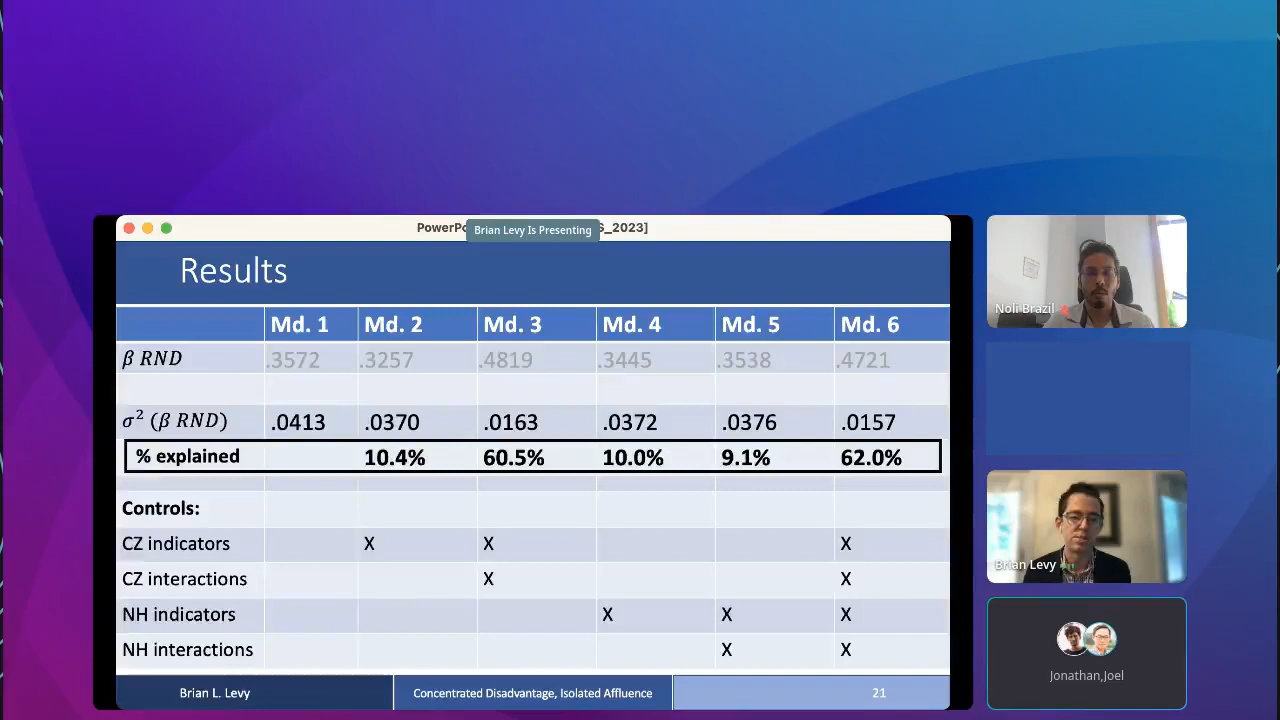 PowerPo
S_2023]
Brian Levy Is Presenting
Results
Md. 1 Md. 2 Md. 3 Md. 4 Md. 5 Md. 6
β RND .3572 .3257 .4819 .3445 .3538 .4721
σ² (β RND) .0413 .0370 .0163 .0372 .0376 .0157
% explained 10.4% 60.5% 10.0% 9.1% 62.0%
Controls:
CZ indicators X X X
CZ interactions X X
NH indicators X X X
NH interactions X X
Brian L. Levy Concentrated Disadvantage, Isolated Affluence 21
Noli Brazil
Brian Levy
Jonathan,Joel